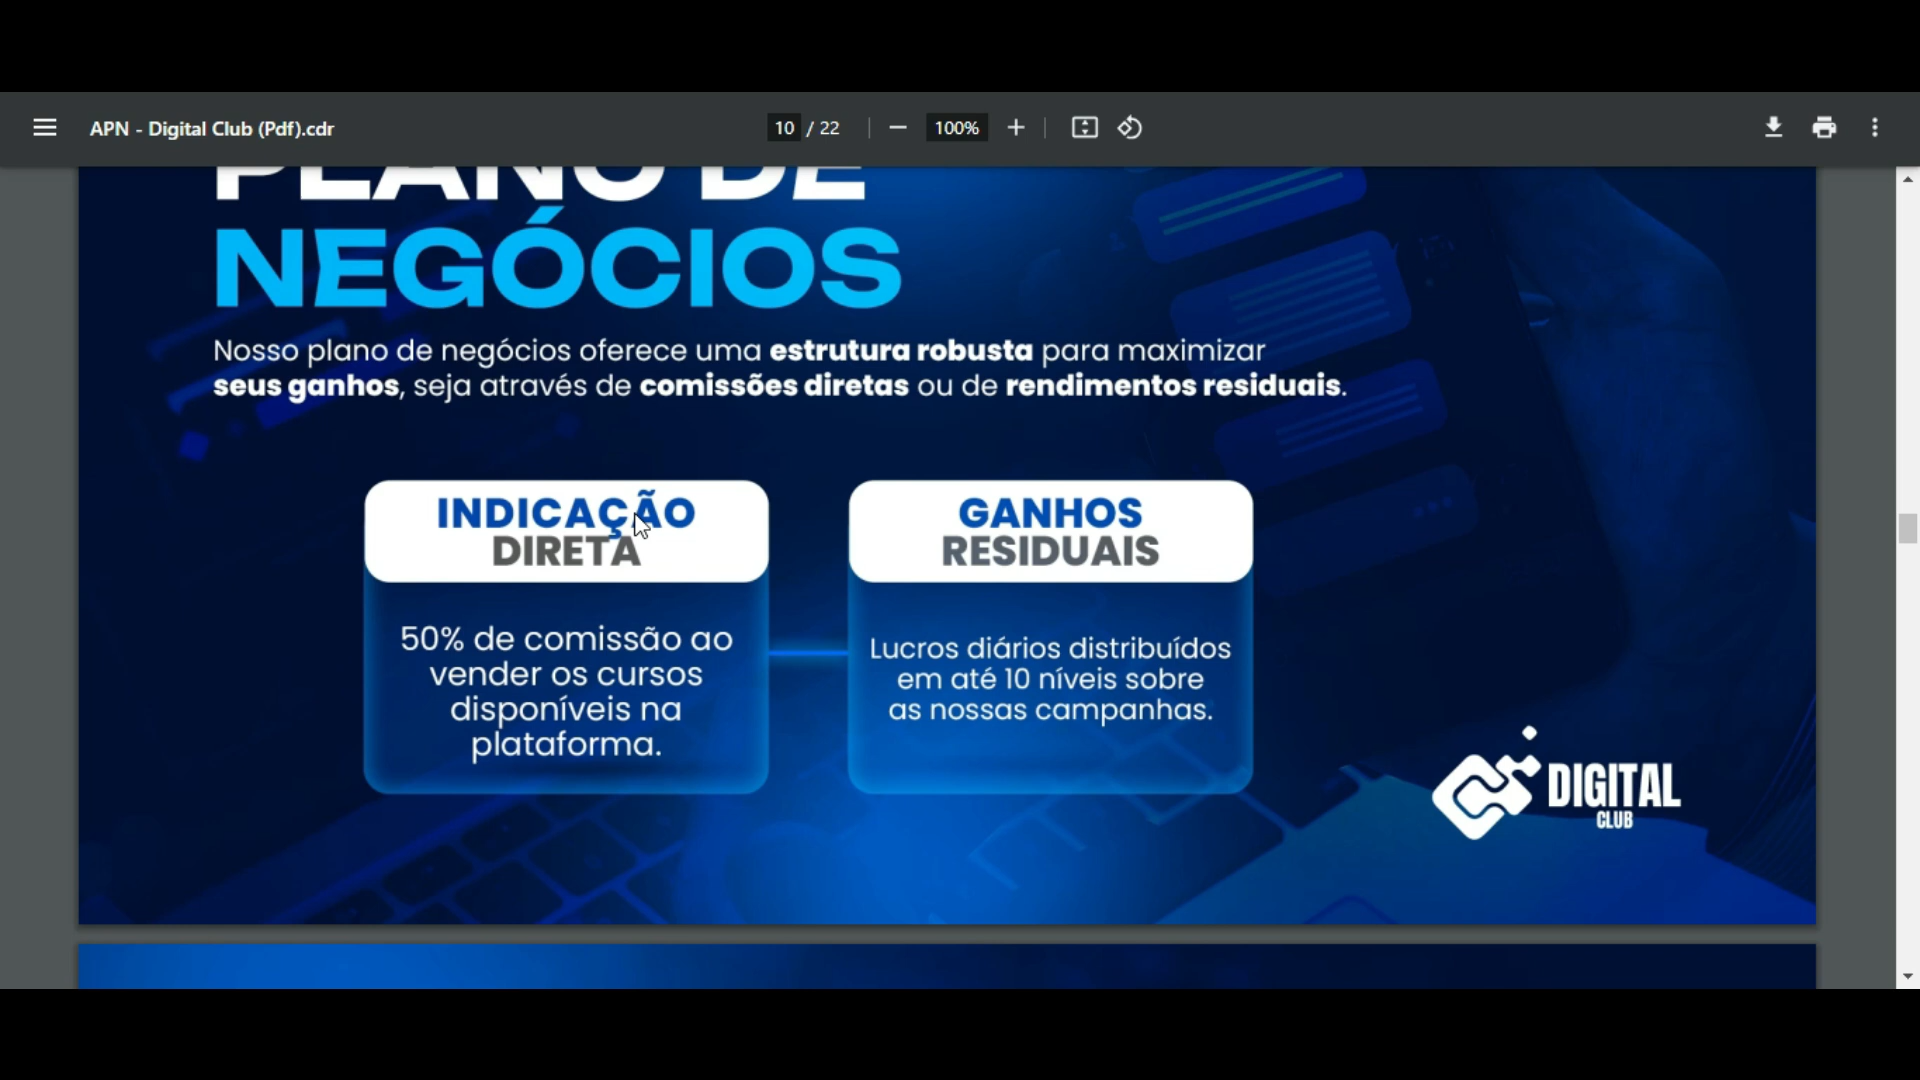 APN - Digital Club (Pdf).cdr
10 / 22
100%
PLANO DE
NEGÓCIOS
Nosso plano de negócios oferece uma estrutura robusta para maximizar
seus ganhos, seja através de comissões diretas ou de rendimentos residuais.
INDICAÇÃO
DIRETA
50% de comissão ao
vender os cursos
disponíveis na
plataforma.
GANHOS
RESIDUAIS
Lucros diários distribuídos
em até 10 níveis sobre
as nossas campanhas.
DIGITAL
CLUB